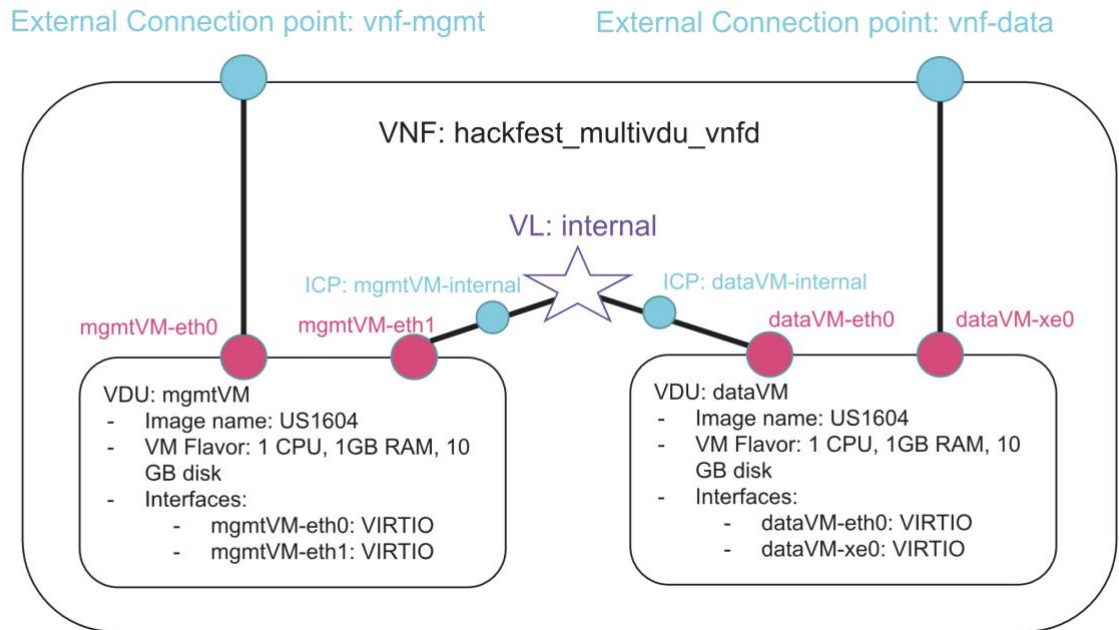 External Connection point: vnf-mgmt
External Connection point: vnf-data
VNF: hackfest_multivdu_vnfd
VL: internal
ICP: mgmtVM-internal
ICP: dataVM-internal
mgmtVM-eth0
mgmtVM-eth1
dataVM-eth0
dataVM-xe0
VDU: mgmtVM
- Image name: US1604
- VM Flavor: 1 CPU, 1GB RAM, 10
GB disk
- Interfaces:
- mgmtVM-eth0: VIRTIO
- mgmtVM-eth1: VIRTIO
VDU: dataVM
- Image name: US1604
- VM Flavor: 1 CPU, 1GB RAM, 10
GB disk
- Interfaces:
- dataVM-eth0: VIRTIO
- dataVM-xe0: VIRTIO